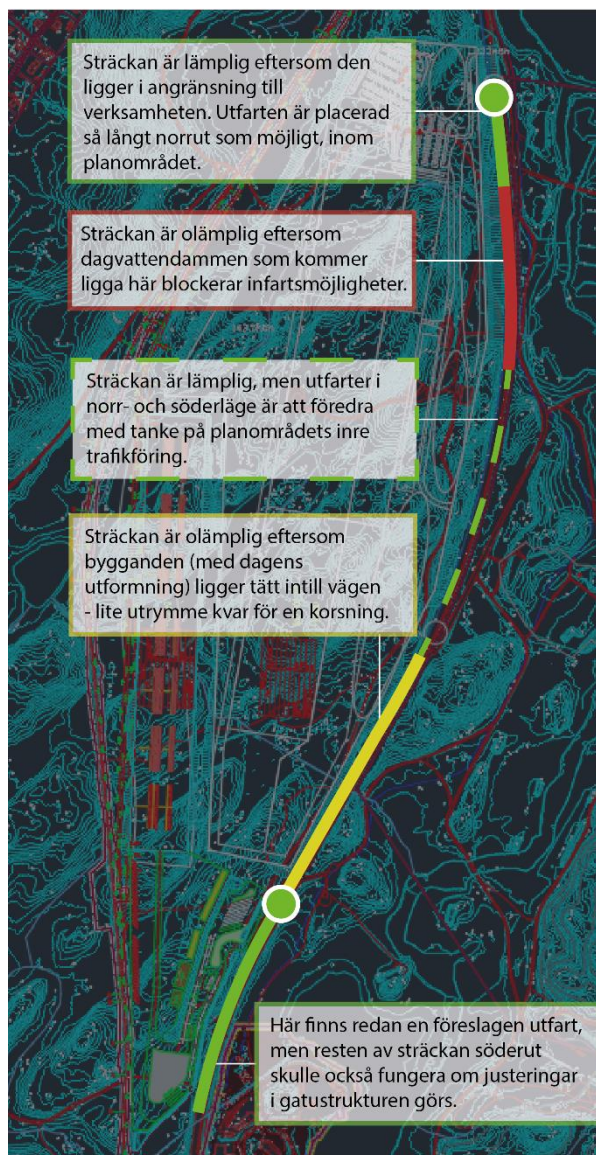 Sträckan är lämplig eftersom den
ligger i angränsning till
verksamheten. Utfarten är placerad
så långt norrut som möjligt, inom
planområdet.
Sträckan är olämplig eftersom
dagvattendammen som kommer
ligga här blockerar infartsmöjligheter.
Sträckan är lämplig, men utfarter i
norr- och söderläge är att föredra
med tanke på planområdets inre
trafikföring.
Sträckan är olämplig eftersom
bygganden (med dagens
utformning) ligger tätt intill vägen
- lite utrymme kvar för en korsning.
Här finns redan en föreslagen utfart,
men resten av sträckan söderut
skulle också fungera om justeringar
i gatustrukturen görs.